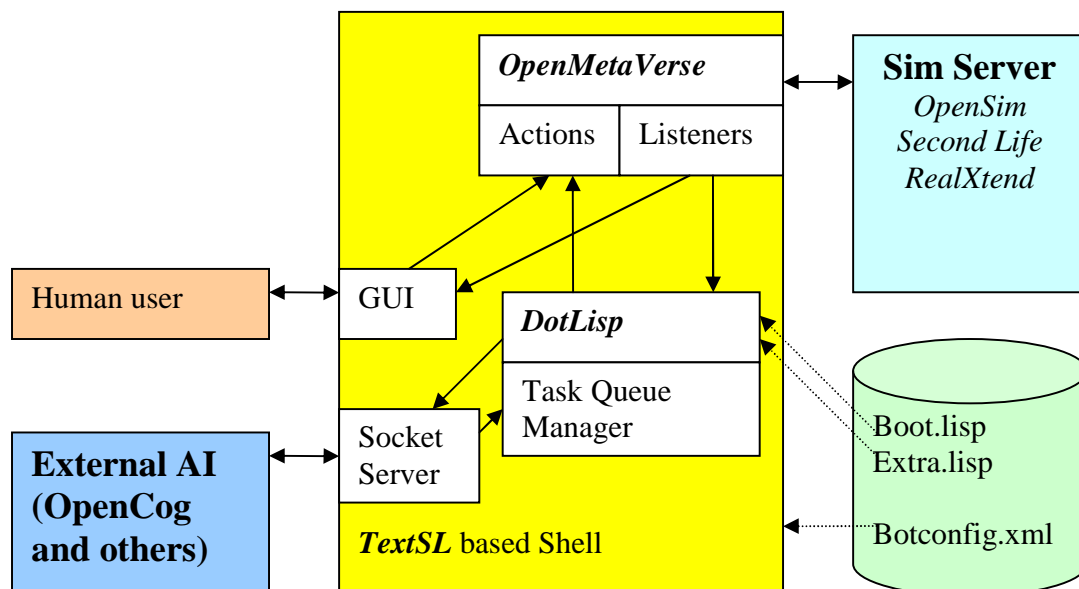 OpenMetaVerse
Actions
Listeners
Sim Server
OpenSim
Second Life
RealXtend
Human user
GUI
DotLisp
Task Queue
Manager
Socket
Server
External AI
(OpenCog
and others)
TextSL based Shell
Boot.lisp
Extra.lisp
Botconfig.xml